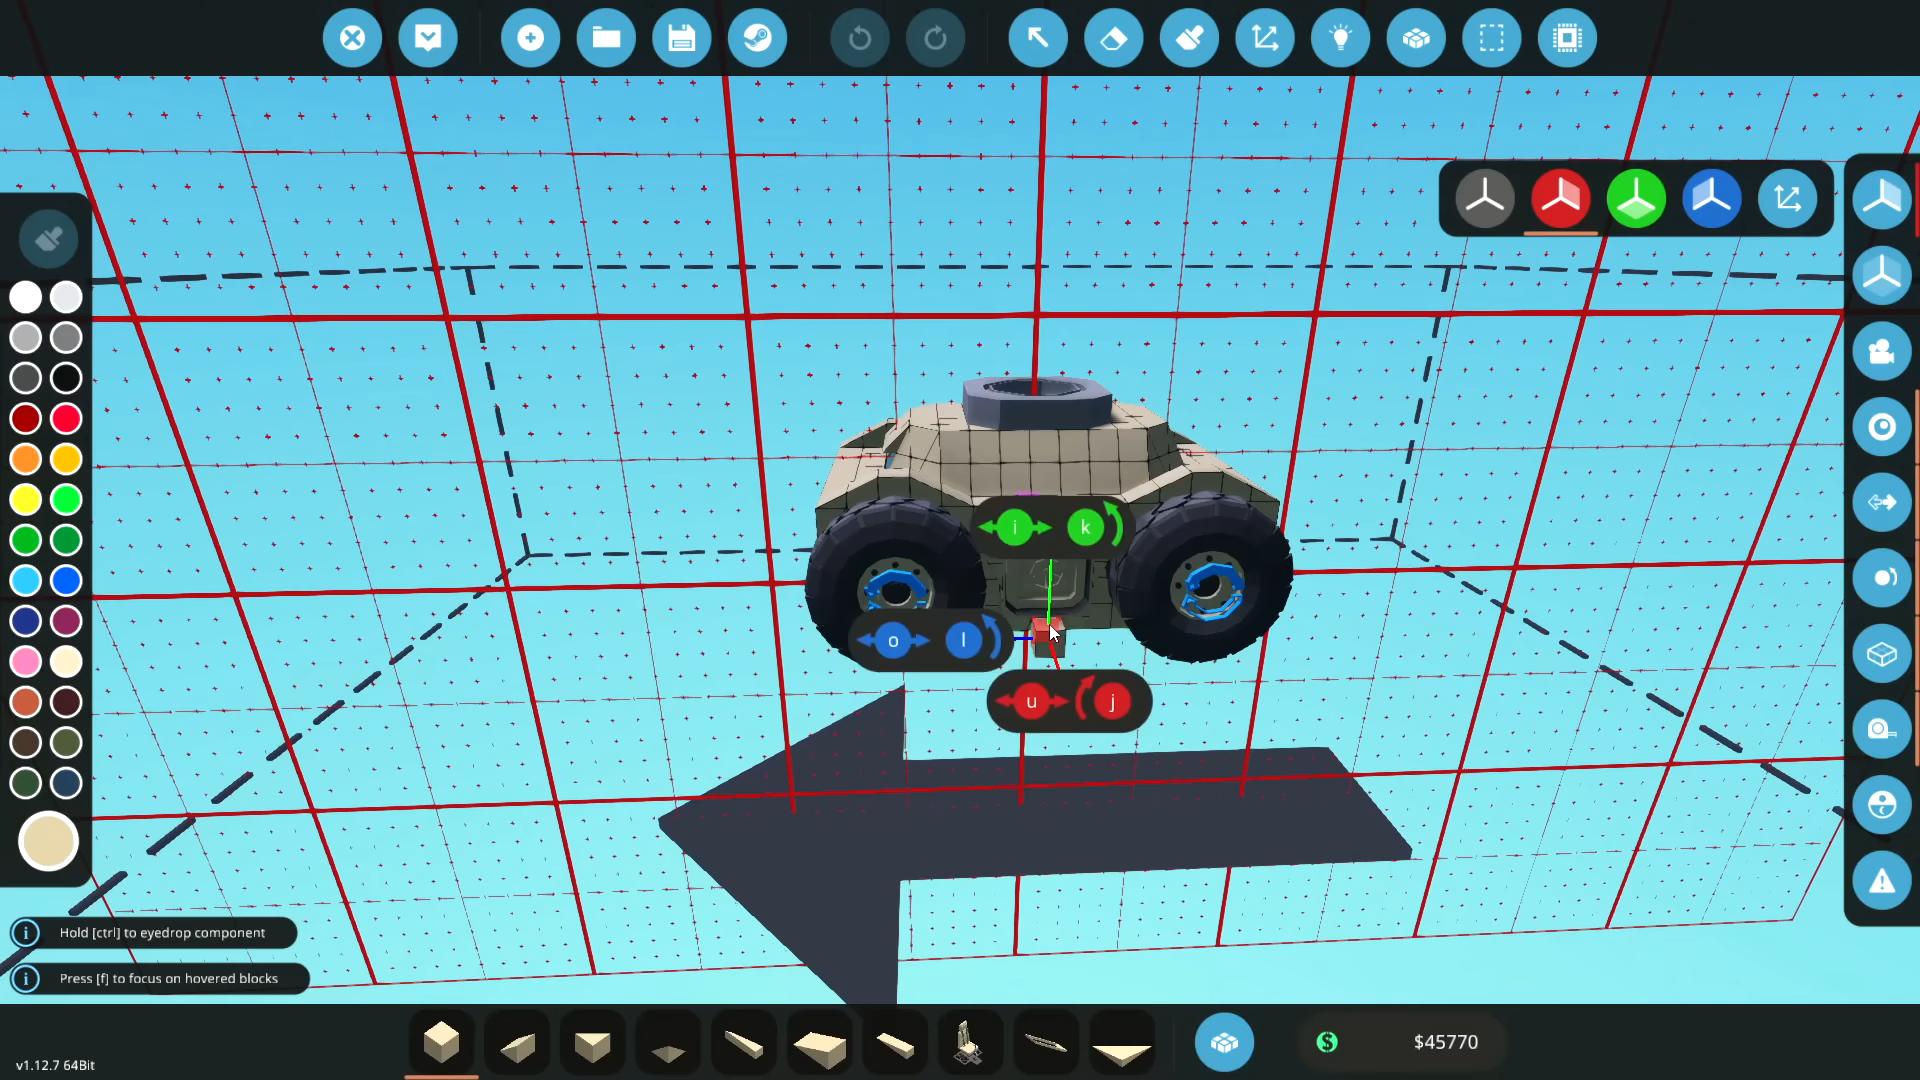 i k
o l
u j
Hold [ctrl] to eyedrop component
Press [f] to focus on hovered blocks
$ $45770
v1.12.7 64Bit